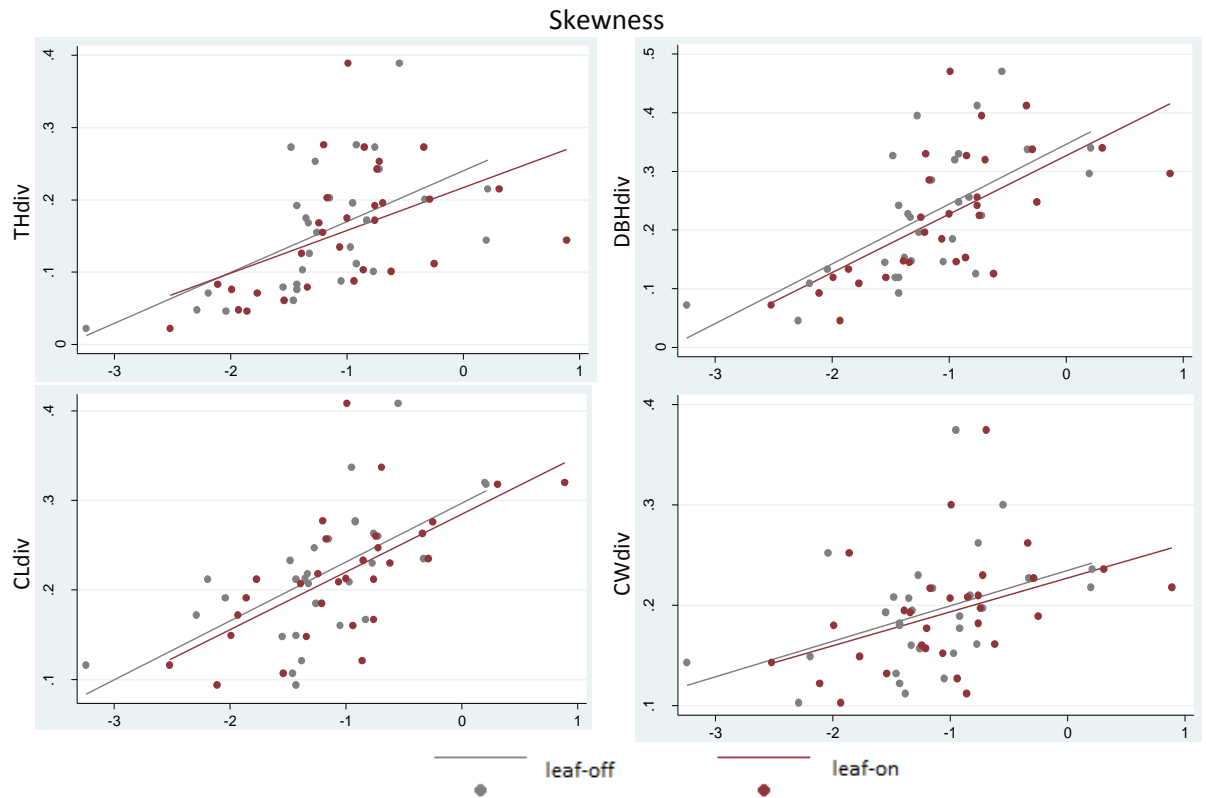 Skewness
THdiv
.4
.3
.2
.1
0
-3 -2 -1 0 1
DBHdiv
.5
.4
.3
.2
.1
0
-3 -2 -1 0 1
CLdiv
.4
.3
.2
.1
-3 -2 -1 0 1
CWdiv
.4
.3
.2
.1
-3 -2 -1 0 1
leaf-off leaf-on